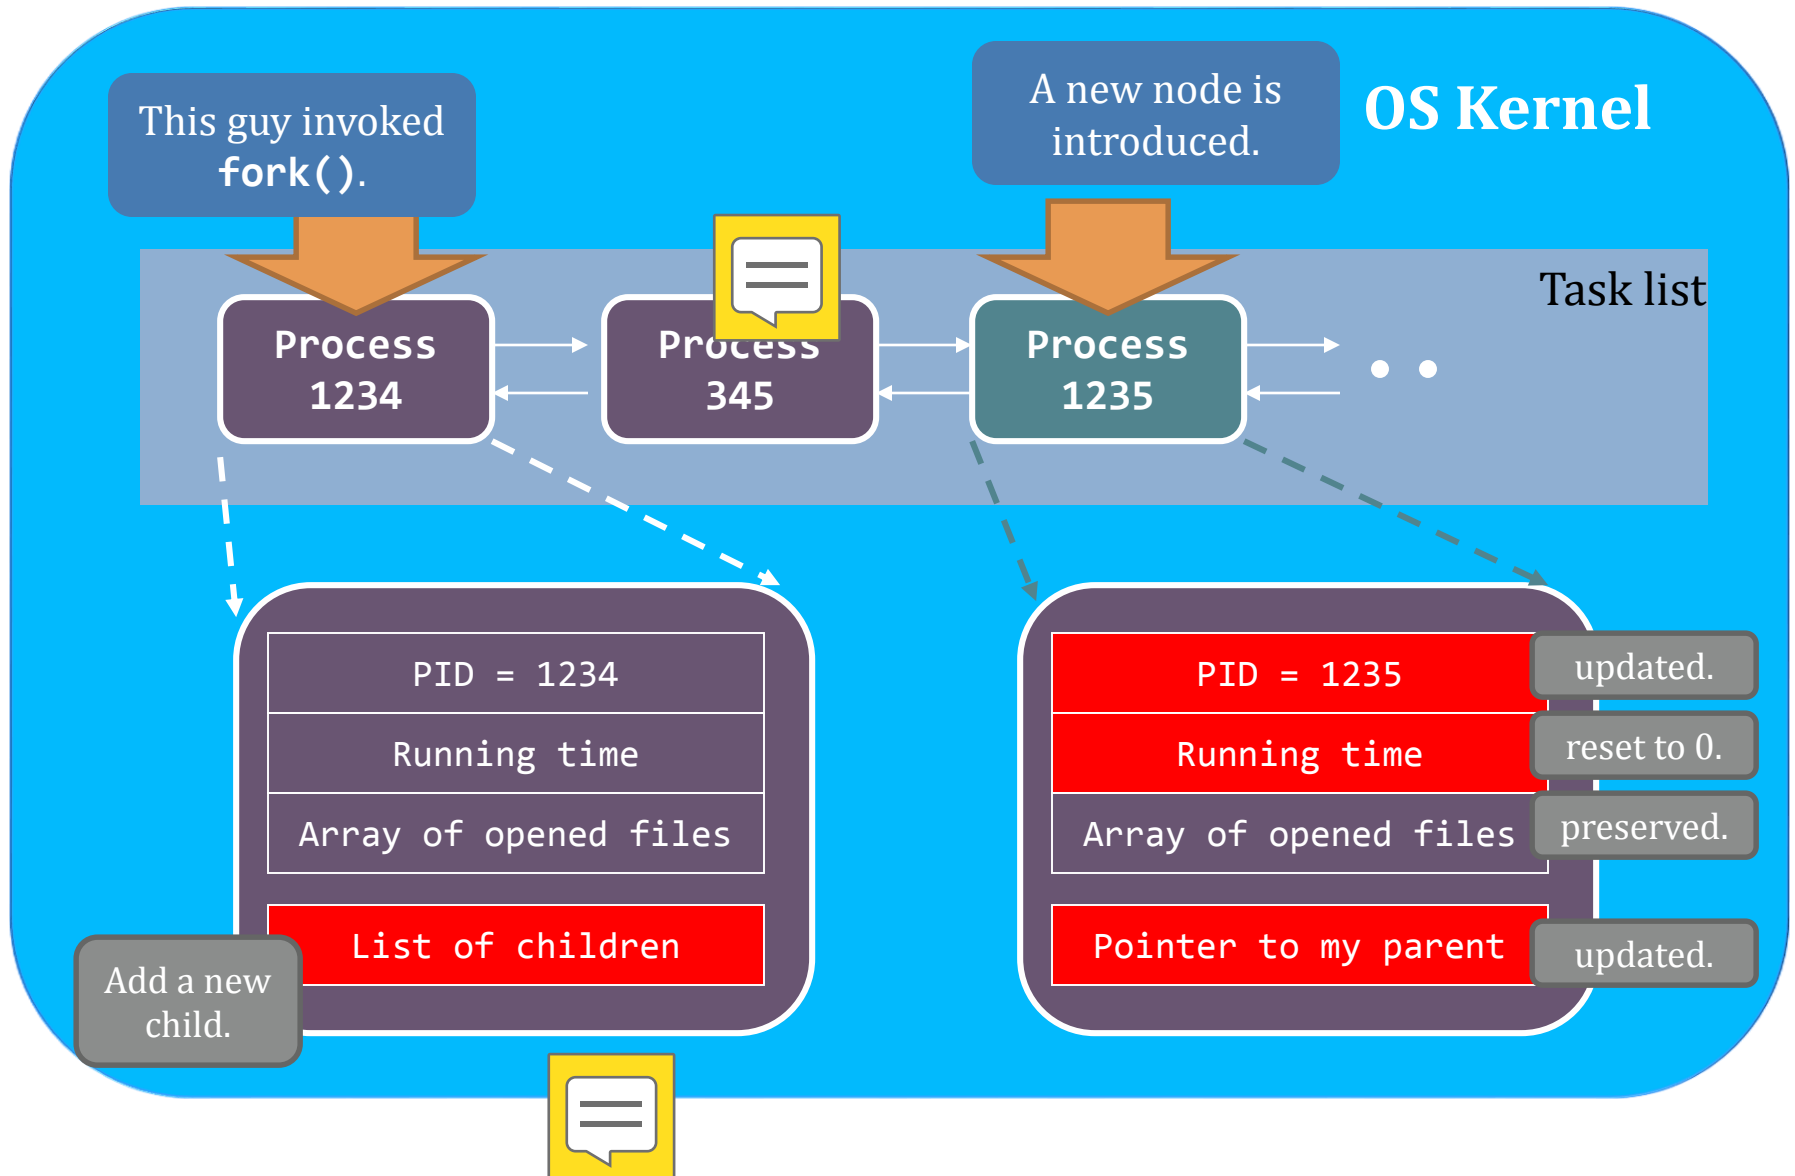 This guy invoked
fork().
A new node is
introduced.
OS Kernel
Task list
Process
1234
Process
345
Process
1235
PID = 1234
Running time
Array of opened files
List of children
Add a new
child.
PID = 1235
updated.
Running time
reset to 0.
Array of opened files
preserved.
Pointer to my parent
updated.